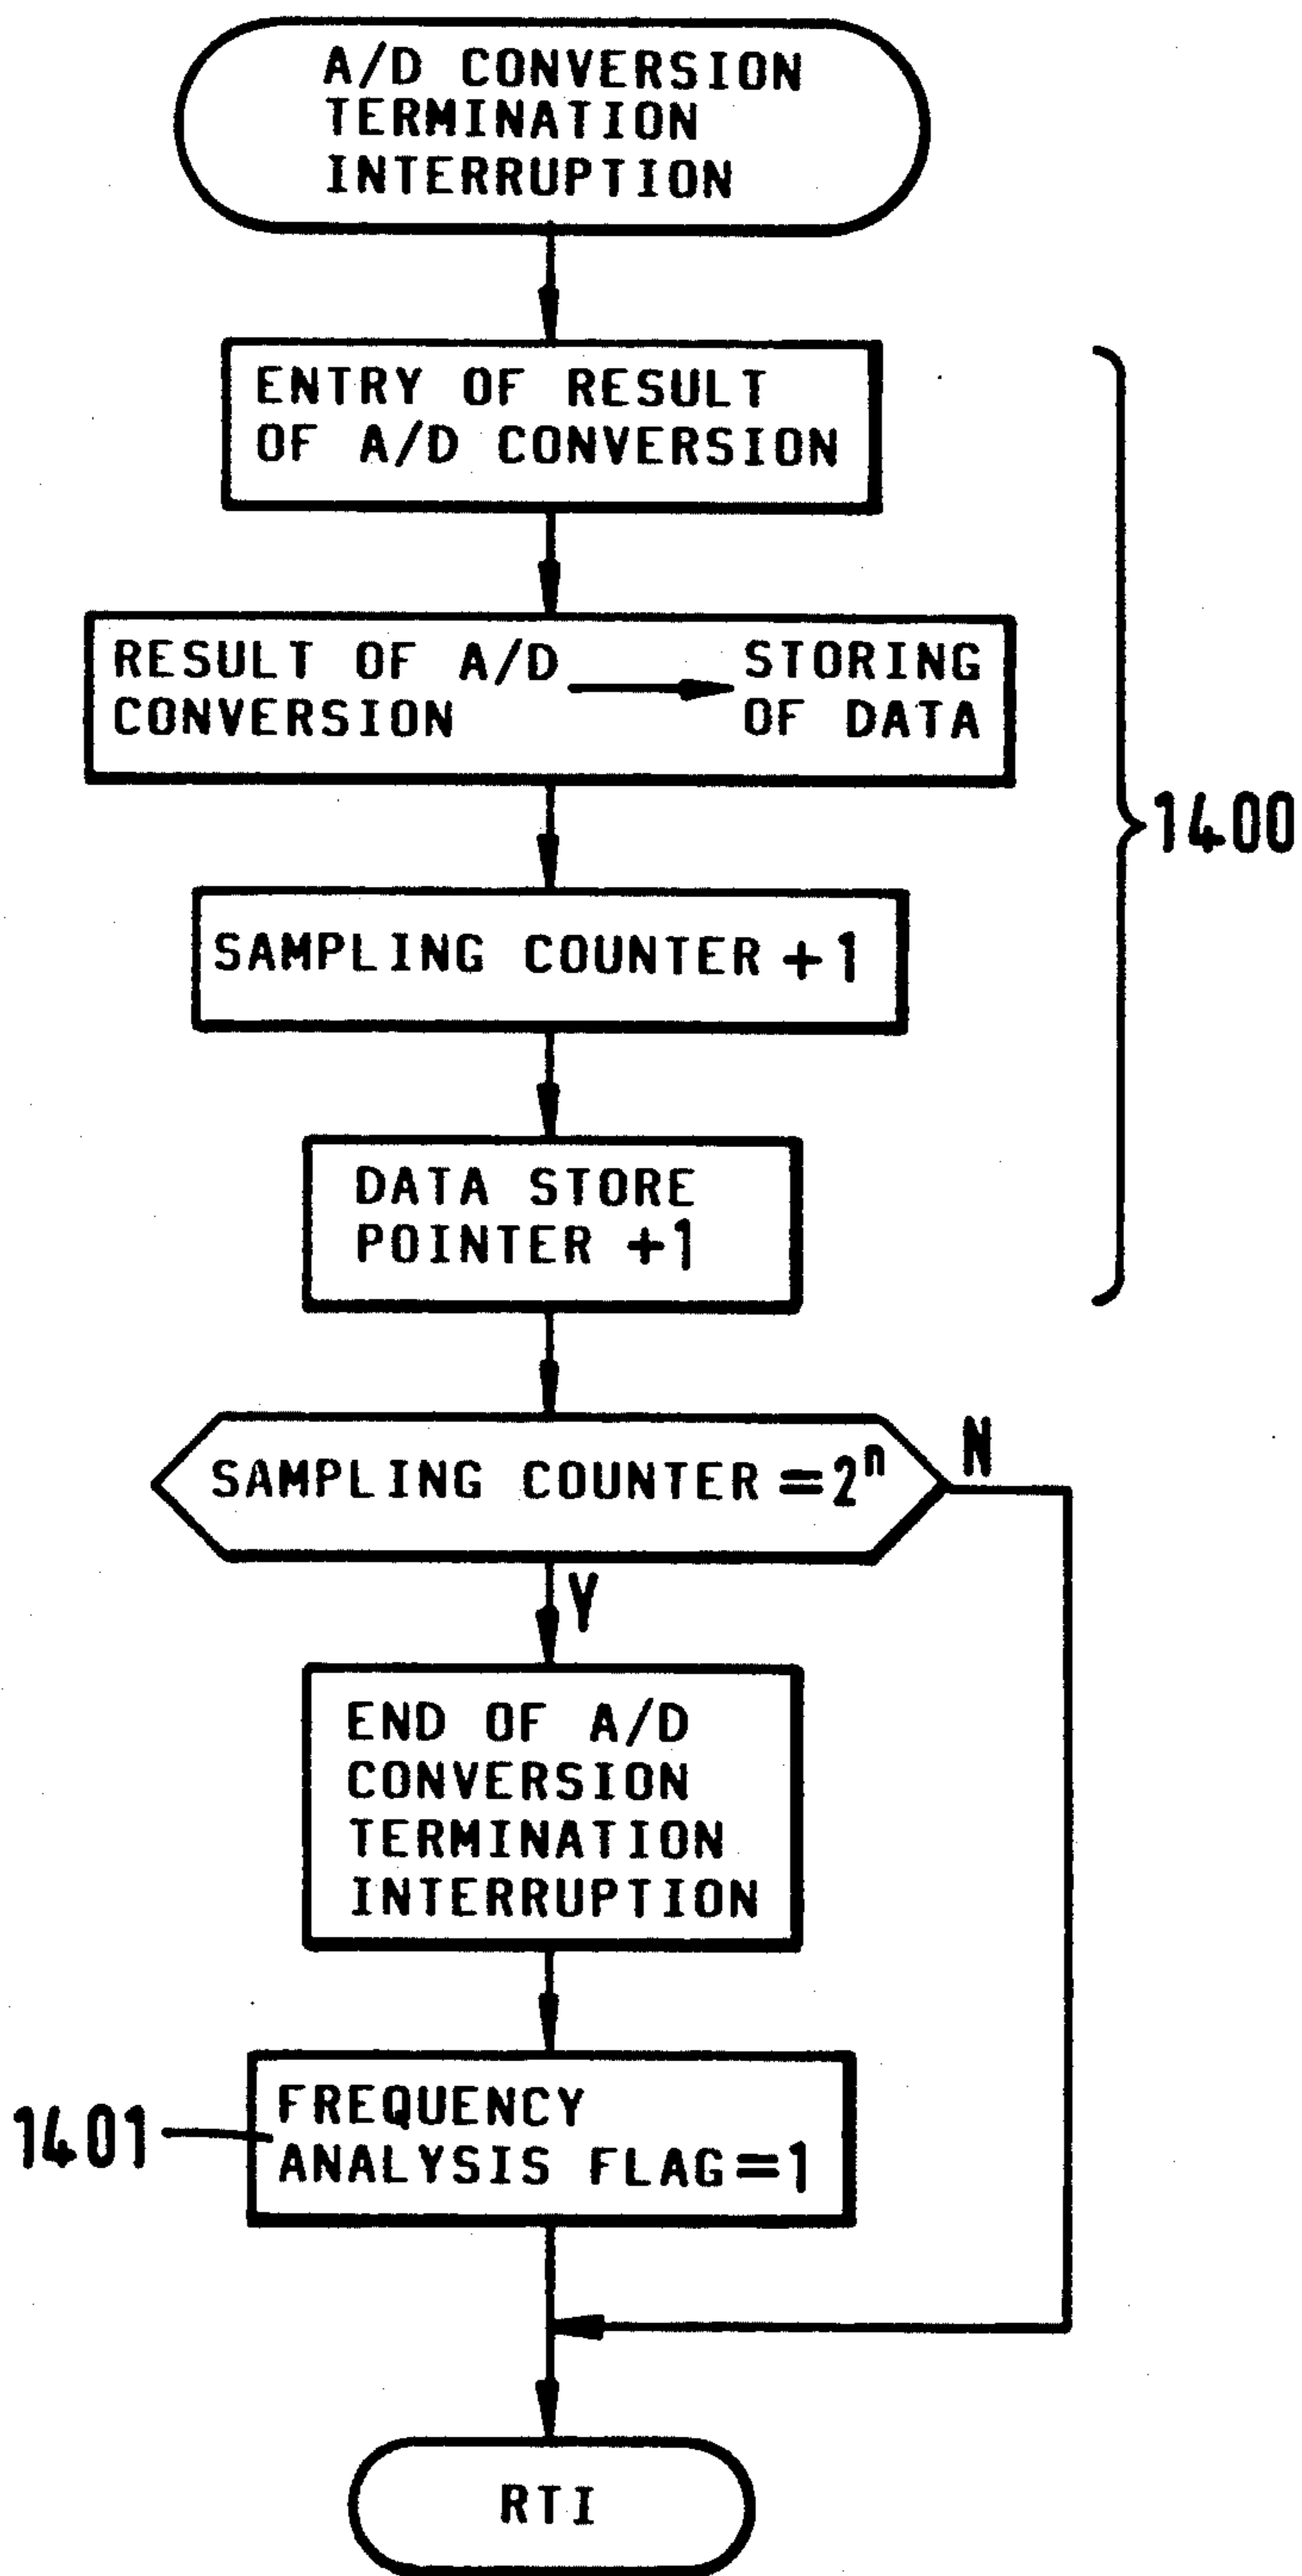 A/D CONVERSION
TERMINATION
INTERRUPTION
ENTRY OF RESULT
OF A/D CONVERSION
RESULT OF A/D
CONVERSION
STORING
OF DATA
1400
SAMPLING COUNTER +1
DATA STORE
POINTER +1
SAMPLING COUNTER =2ⁿ
N
Y
END OF A/D
CONVERSION
TERMINATION
INTERRUPTION
1401
FREQUENCY
ANALYSIS FLAG=1
RTI